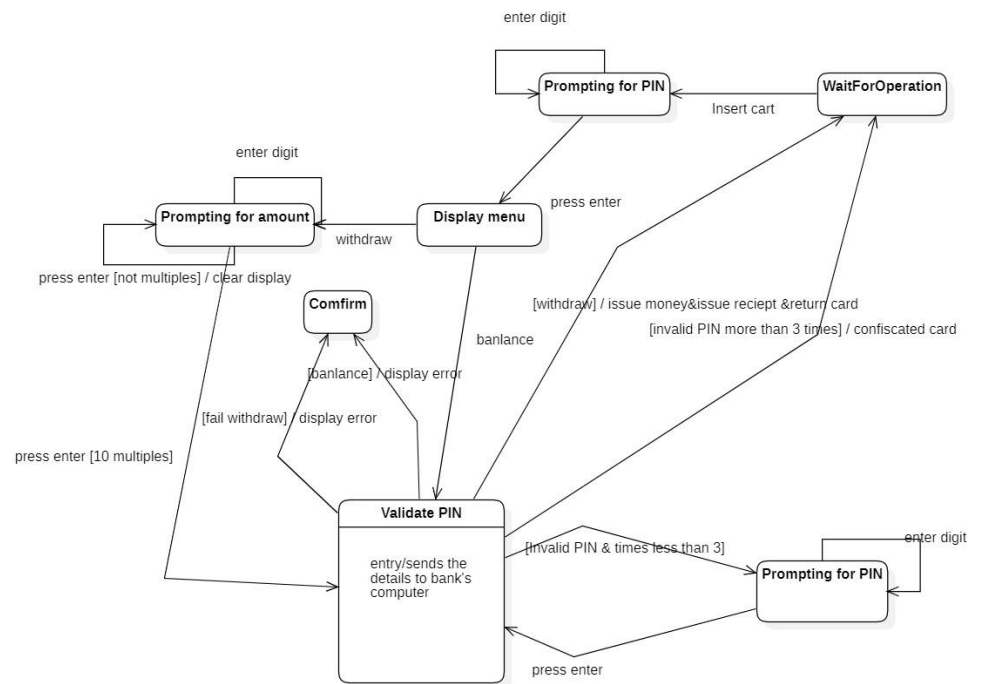 enter digit
Prompting for PIN
WaitForOperation
Insert cart
enter digit
press enter
Prompting for amount
Display menu
withdraw
press enter [not multiples] / clear display
Comfirm
[withdraw] / issue money&issue reciept &return card
[invalid PIN more than 3 times] / confiscated card
banlance
[banlance] / display error
[fail withdraw] / display error
press enter [10 multiples]
Validate PIN
entry/sends the
details to bank's
computer
[Invalid PIN & times less than 3]
enter digit
Prompting for PIN
press enter